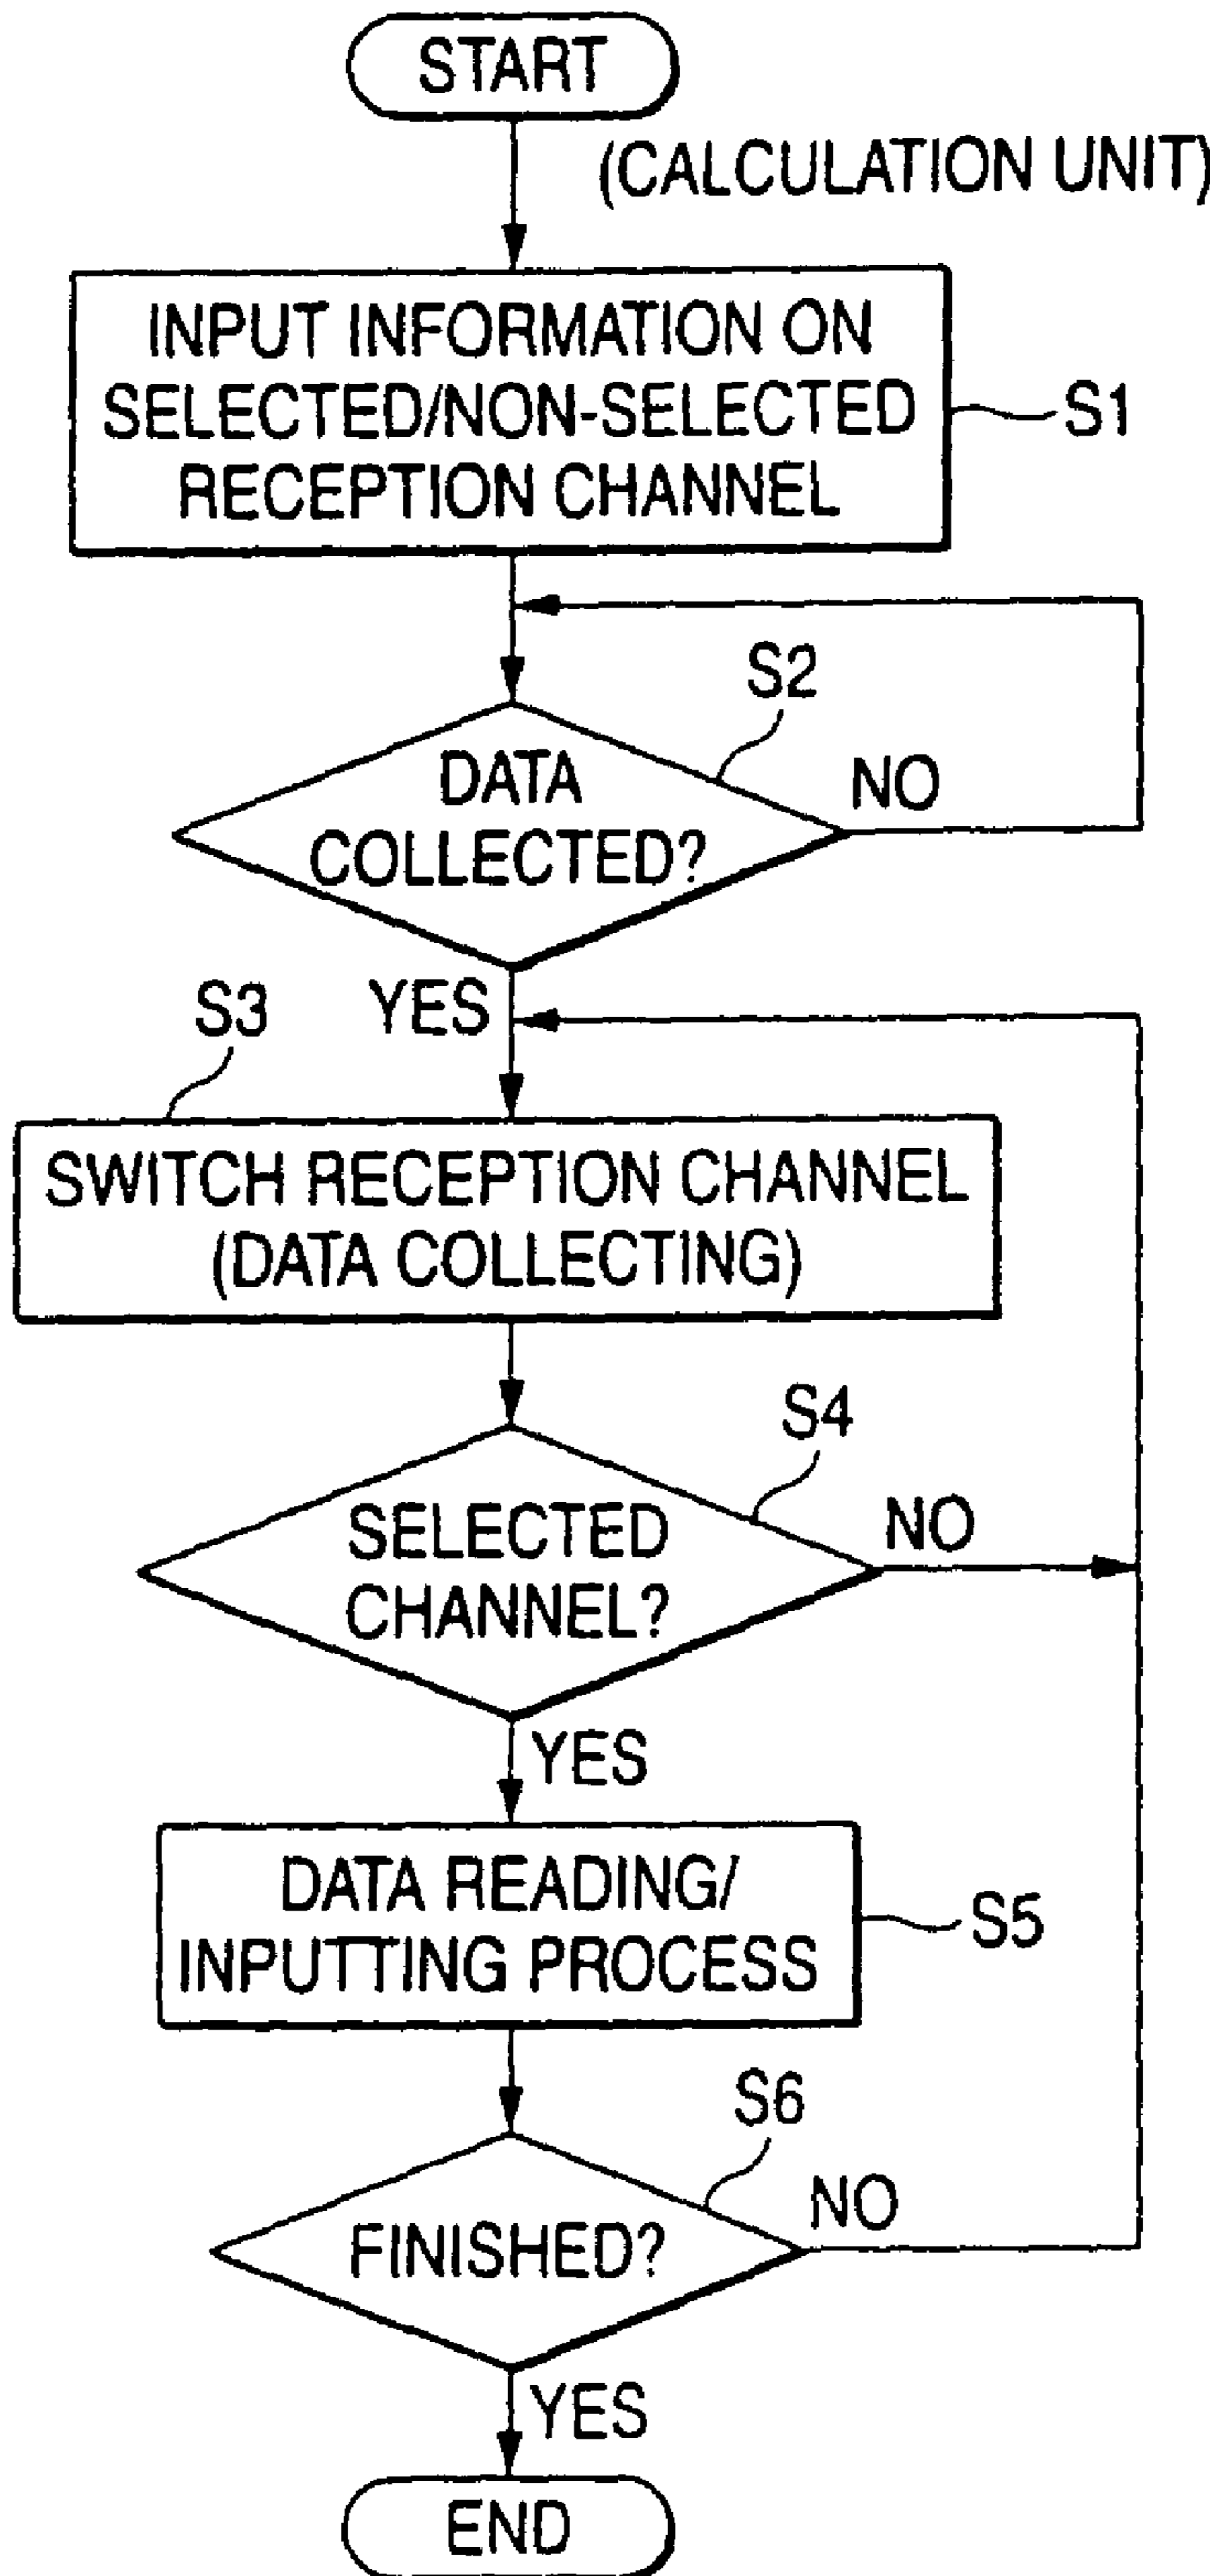 START
(CALCULATION UNIT)
INPUT INFORMATION ON
SELECTED/NON-SELECTED
RECEPTION CHANNEL
S1
S2
DATA
COLLECTED?
NO
YES
S3
SWITCH RECEPTION CHANNEL
(DATA COLLECTING)
S4
SELECTED
CHANNEL?
NO
YES
DATA READING/
INPUTTING PROCESS
S5
S6
FINISHED?
NO
YES
END